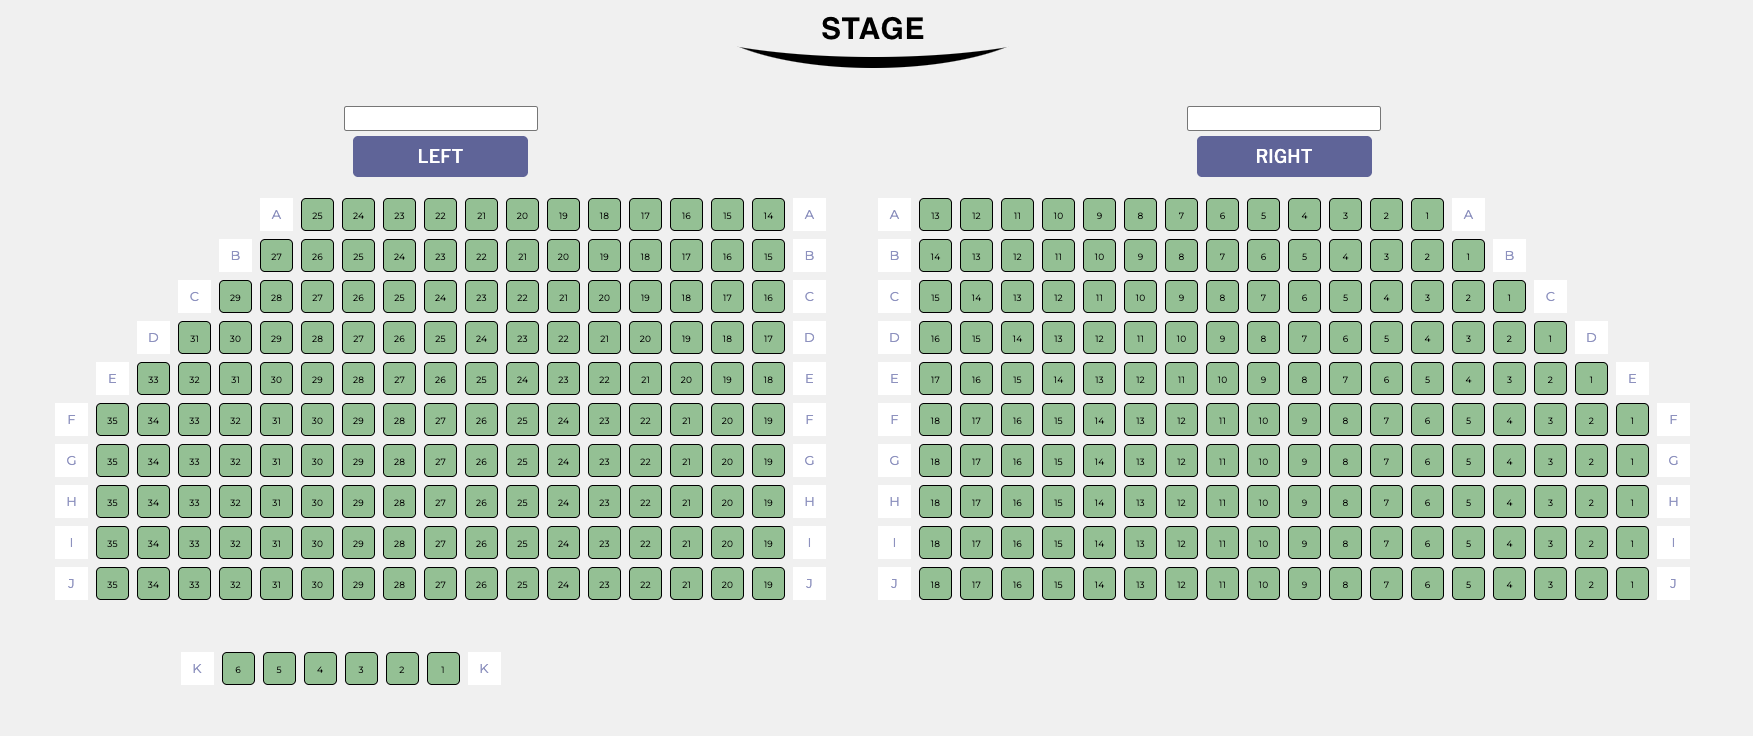 STAGE
LEFT RIGHT
A 25 24 23 22 21 20 19 18 17 16 15 14 A A 13 12 11 10 9 8 7 6 5 4 3 2 1 A
B 27 26 25 24 23 22 21 20 19 18 17 16 15 B B 14 13 12 11 10 9 8 7 6 5 4 3 2 1 B
C 29 28 27 26 25 24 23 22 21 20 19 18 17 16 C C 15 14 13 12 11 10 9 8 7 6 5 4 3 2 1 C
D 31 30 29 28 27 26 25 24 23 22 21 20 19 18 17 D D 16 15 14 13 12 11 10 9 8 7 6 5 4 3 2 1 D
E 33 32 31 30 29 28 27 26 25 24 23 22 21 20 19 18 E E 17 16 15 14 13 12 11 10 9 8 7 6 5 4 3 2 1 E
F 35 34 33 32 31 30 29 28 27 26 25 24 23 22 21 20 19 F F 18 17 16 15 14 13 12 11 10 9 8 7 6 5 4 3 2 1 F
G 35 34 33 32 31 30 29 28 27 26 25 24 23 22 21 20 19 G G 18 17 16 15 14 13 12 11 10 9 8 7 6 5 4 3 2 1 G
H 35 34 33 32 31 30 29 28 27 26 25 24 23 22 21 20 19 H H 18 17 16 15 14 13 12 11 10 9 8 7 6 5 4 3 2 1 H
I 35 34 33 32 31 30 29 28 27 26 25 24 23 22 21 20 19 I I 18 17 16 15 14 13 12 11 10 9 8 7 6 5 4 3 2 1 I
J 35 34 33 32 31 30 29 28 27 26 25 24 23 22 21 20 19 J J 18 17 16 15 14 13 12 11 10 9 8 7 6 5 4 3 2 1 J
K 6 5 4 3 2 1 K